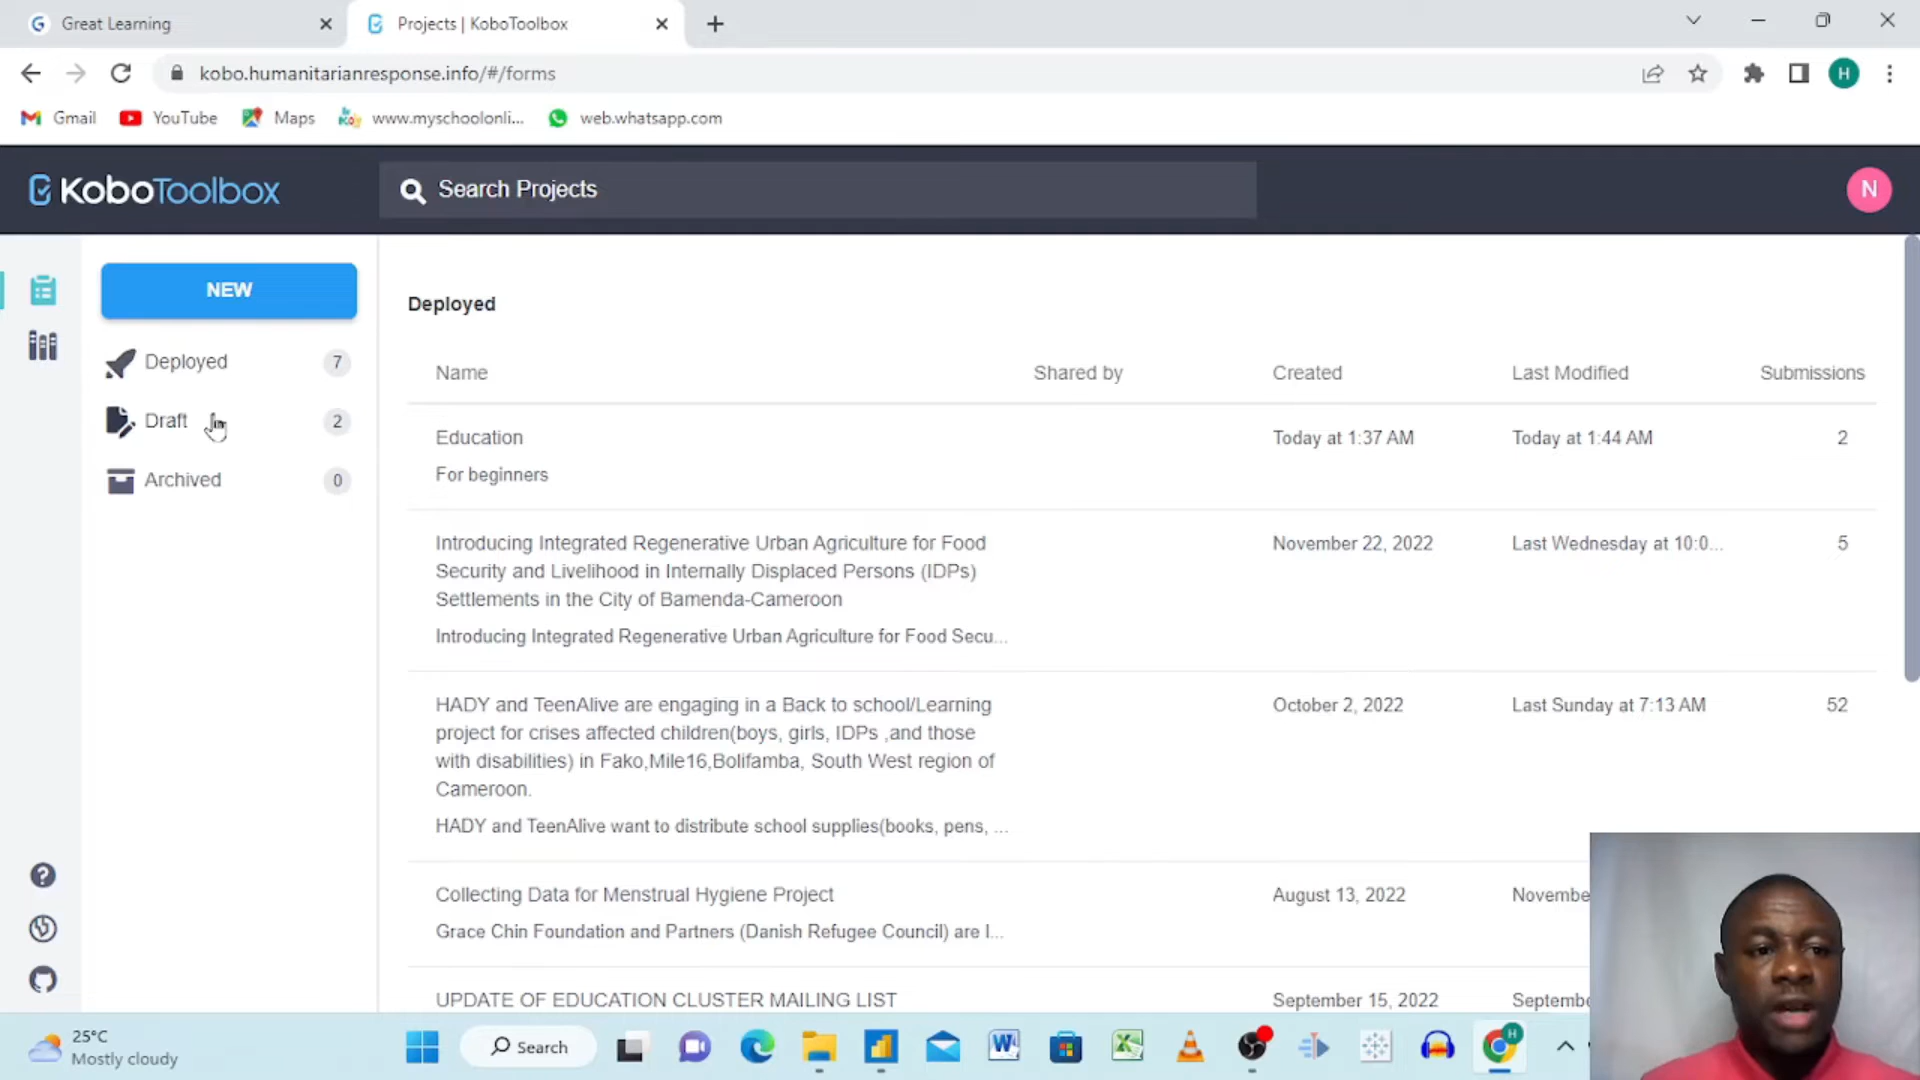 Great Learning
Projects | KoboToolbox
kobo.humanitarianresponse.info/#/forms
H
Gmail
YouTube
Maps
www.myschoolonli...
web.whatsapp.com
KoboToolbox
Search Projects
N
NEW
Deployed 7
Draft 2
Archived 0
Deployed
Name Shared by Created Last Modified Submissions
Education Today at 1:37 AM Today at 1:44 AM 2
For beginners
Introducing Integrated Regenerative Urban Agriculture for Food November 22, 2022 Last Wednesday at 10:0... 5
Security and Livelihood in Internally Displaced Persons (IDPs)
Settlements in the City of Bamenda-Cameroon
Introducing Integrated Regenerative Urban Agriculture for Food Secu...
HADY and TeenAlive are engaging in a Back to school/Learning October 2, 2022 Last Sunday at 7:13 AM 52
project for crises affected children(boys, girls, IDPs ,and those
with disabilities) in Fako,Mile16,Bolifamba, South West region of
Cameroon.
HADY and TeenAlive want to distribute school supplies(books, pens, ...
Collecting Data for Menstrual Hygiene Project August 13, 2022 Novembe
Grace Chin Foundation and Partners (Danish Refugee Council) are I...
UPDATE OF EDUCATION CLUSTER MAILING LIST September 15, 2022 Septembe
25°C
Mostly cloudy
Search
H